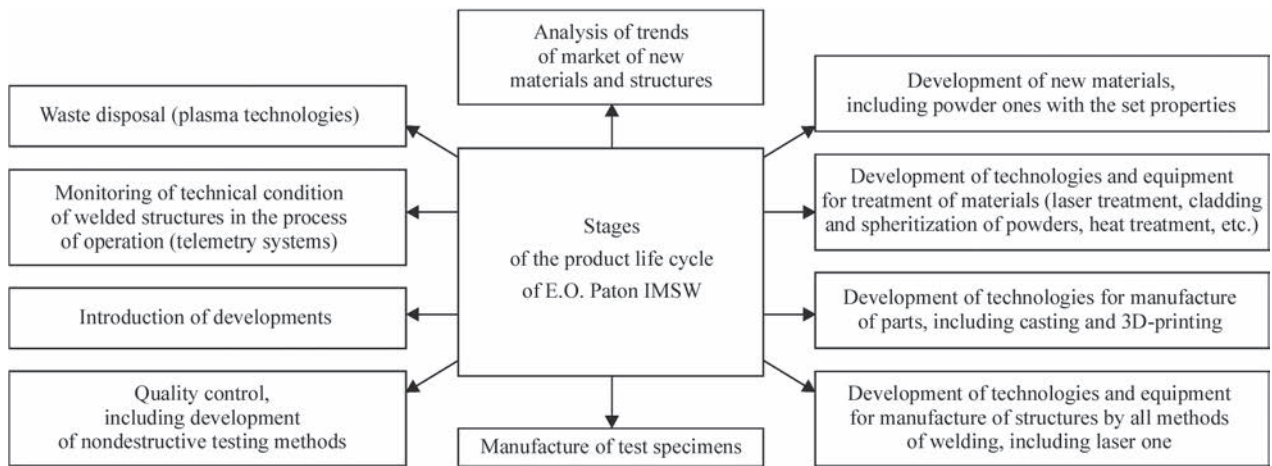 Analysis of trends
of market of new
materials and structures
Development of new materials,
including powder ones with the set properties
Development of technologies and equipment
for treatment of materials (laser treatment, cladding
and spheritization of powders, heat treatment, etc.)
Development of technologies for manufacture
of parts, including casting and 3D-printing
Development of technologies and equipment
for manufacture of structures by all methods
of welding, including laser one
Manufacture of test specimens
Quality control,
including development
of nondestructive testing methods
Introduction of developments
Monitoring of technical condition
of welded structures in the process
of operation (telemetry systems)
Waste disposal (plasma technologies)
Stages
of the product life cycle
of E.O. Paton IMSW